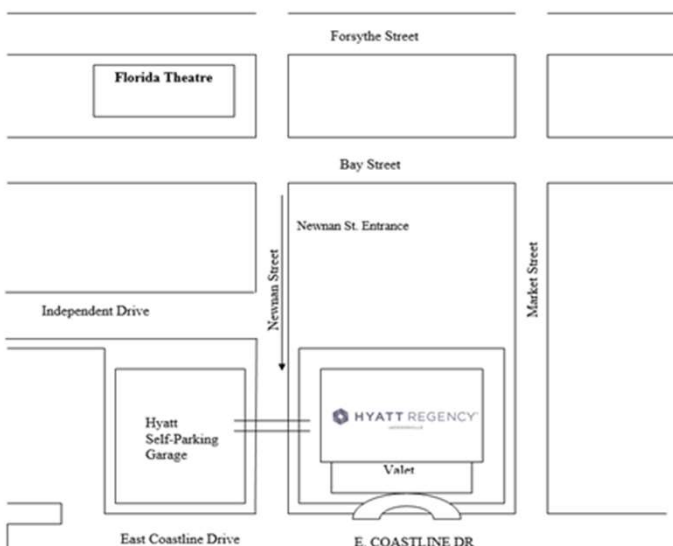 Forsythe Street
Florida Theatre
Bay Street
Newnan St. Entrance
Newnan Street
Market Street
Independent Drive
HYATT REGENCY
Hyatt
Self-Parking
Garage
Valet
East Coastline Drive
E. COASTLINE DR